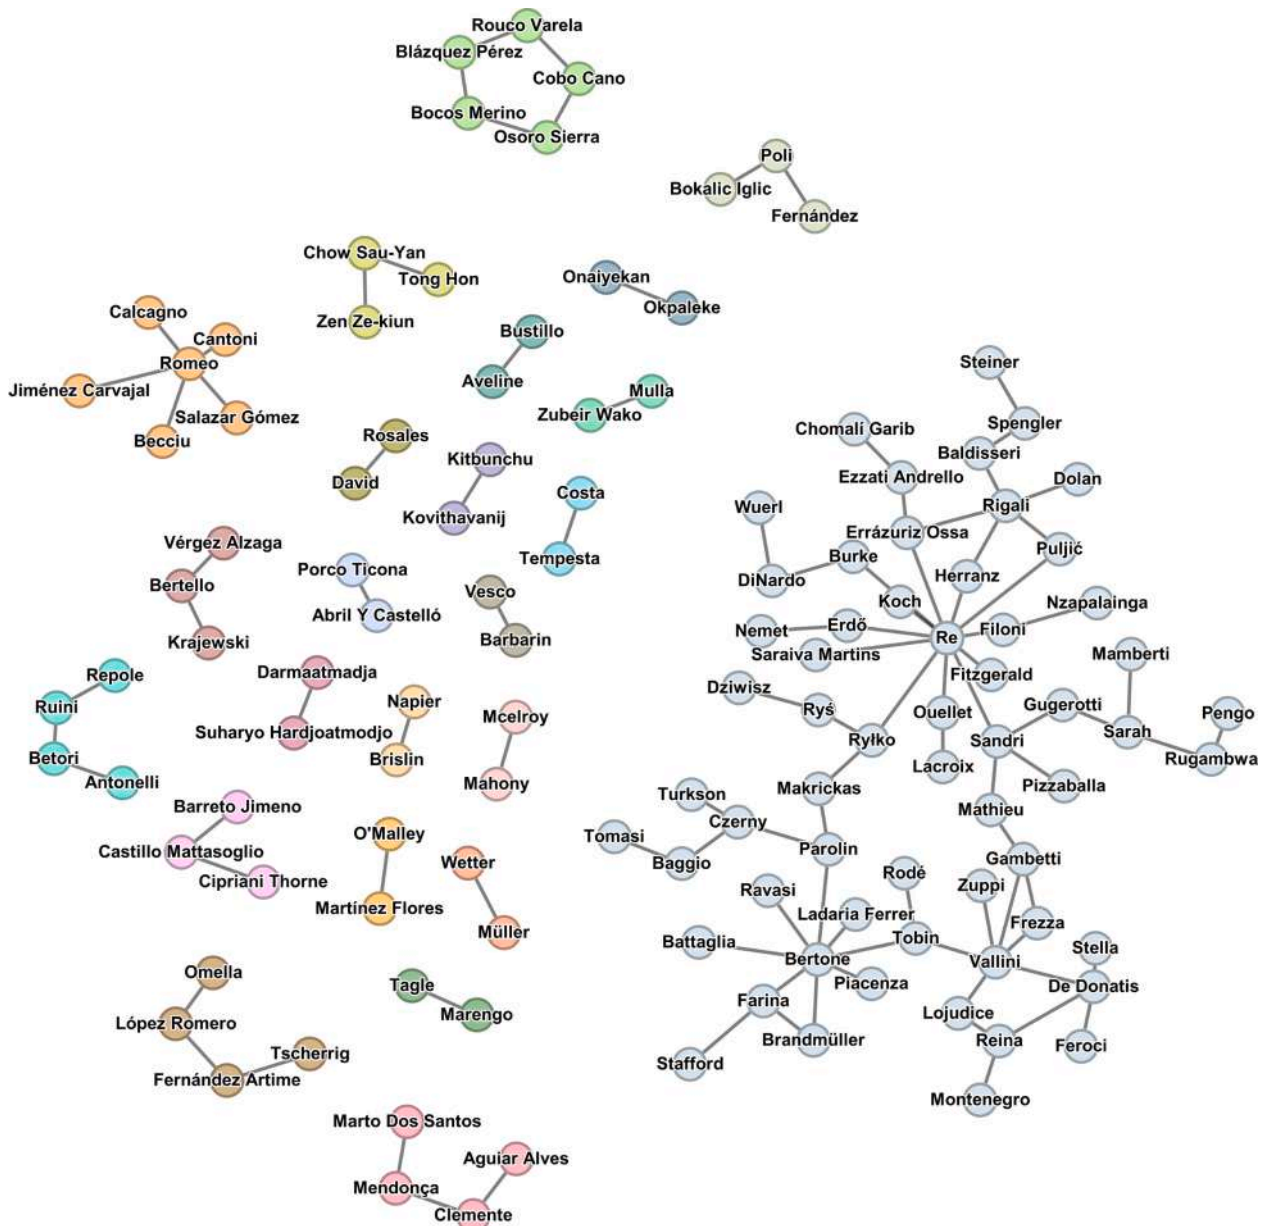 Rouco Varela
Blázquez Pérez
Cobo Cano
Bocos Merino
Osoro Sierra
Poli
Bokalic Iglic
Fernández
Chow Sau-Yan
Tong Hon
Zen Ze-kiun
Onaiyekan
Okpaleke
Calcagno
Cantoni
Romeo
Jiménez Carvajal
Salazar Gómez
Becciu
Bustillo
Aveline
Mulla
Zubeir Wako
Rosales
David
Kitbunchu
Kovithavanij
Costa
Tempesta
Vérgez Alzaga
Bertello
Krajewski
Porco Ticona
Abril Y Castelló
Vesco
Barbarin
Repole
Ruini
Betori
Antonelli
Darmaatmadja
Suharyo Hardjoatmodjo
Napier
Brislin
Mcelroy
Mahony
Barreto Jimeno
Castillo Mattasoglio
Cipriani Thorne
O'Malley
Martínez Flores
Wetter
Müller
Omella
López Romero
Tscherrig
Fernández Artime
Tagle
Marengo
Marto Dos Santos
Aguiar Alves
Mendonça
Clemente
Steiner
Spengler
Chomalí Garib
Baldisseri
Ezzati Andrello
Dolan
Wuerl
Rigali
Errázuriz Ossa
Puljić
Burke
DiNardo
Herranz
Koch
Nzapalainga
Nemet
Erdő
Re
Filoni
Saraiva Martins
Mamberti
Fitzgerald
Dziwisz
Ryś
Ouellet
Gugerotti
Pengo
Ryłko
Sandri
Sarah
Rugambwa
Lacroix
Makrickas
Pizzaballa
Turkson
Mathieu
Czerny
Tomasi
Parolin
Baggio
Gambetti
Rodé
Zuppi
Ravasi
Ladaria Ferrer
Frezza
Battaglia
Tobin
Stella
Bertone
Vallini
Piacenza
De Donatis
Farina
Lojudice
Brandmüller
Reina
Feroci
Stafford
Montenegro